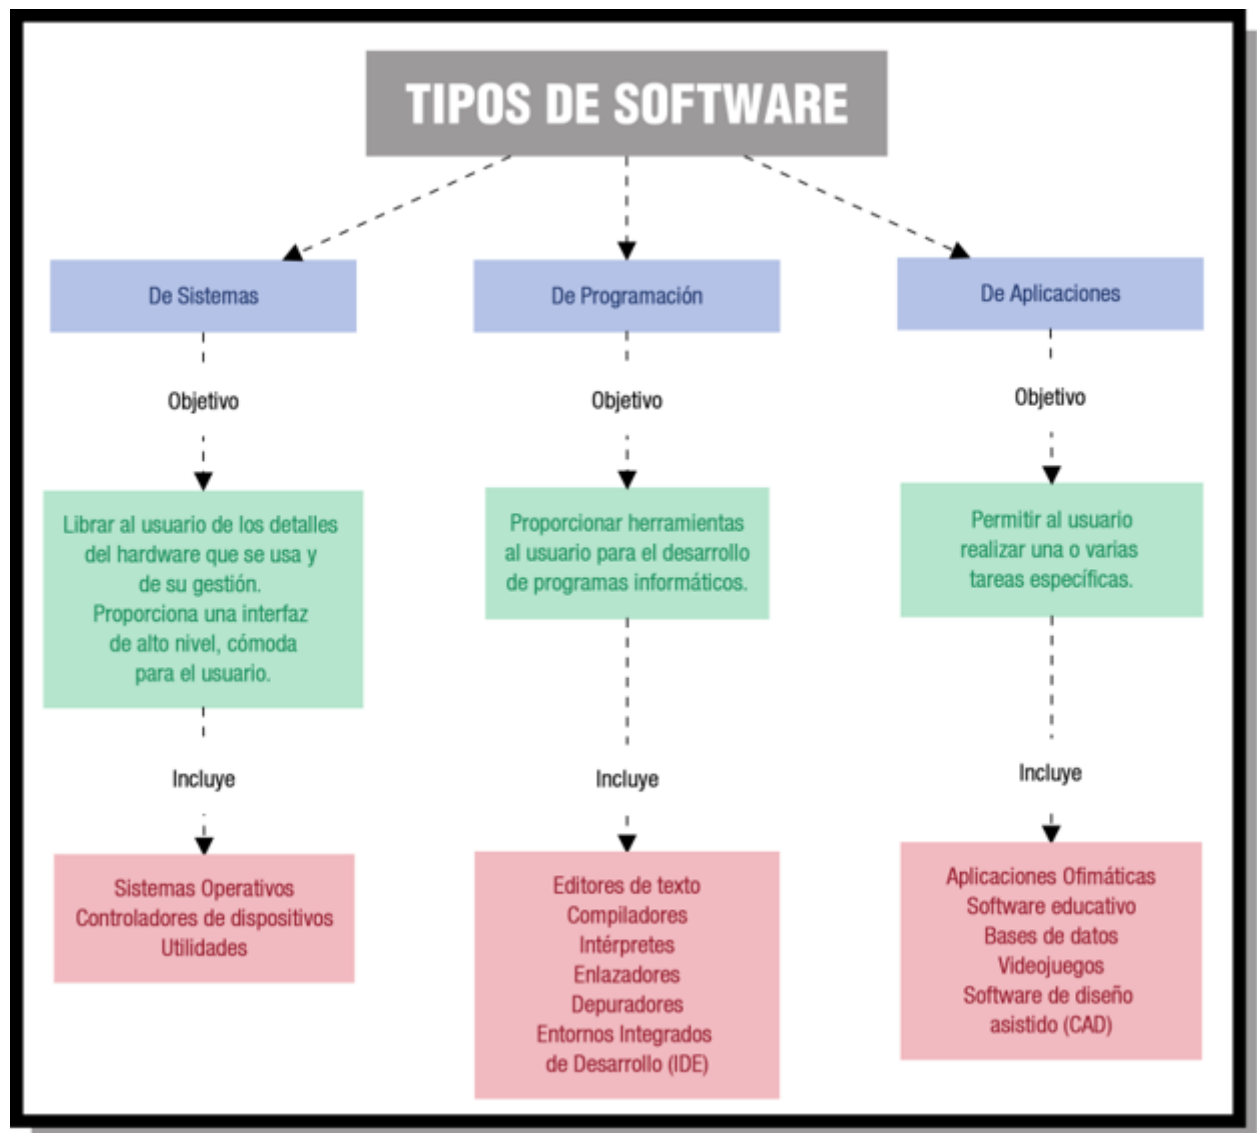 TIPOS DE SOFTWARE
De Sistemas
Objetivo
Librar al usuario de los detalles
del hardware que se usa y
de su gestión.
Proporciona una interfaz
de alto nivel, cómoda
para el usuario.
Incluye
Sistemas Operativos
Controladores de dispositivos
Utilidades
De Programación
Objetivo
Proporcionar herramientas
al usuario para el desarrollo
de programas informáticos.
Incluye
Editores de texto
Compiladores
Intérpretes
Enlazadores
Depuradores
Entornos Integrados
de Desarrollo (IDE)
De Aplicaciones
Objetivo
Permitir al usuario
realizar una o varias
tareas específicas.
Incluye
Aplicaciones Ofimáticas
Software educativo
Bases de datos
Videojuegos
Software de diseño
asistido (CAD)